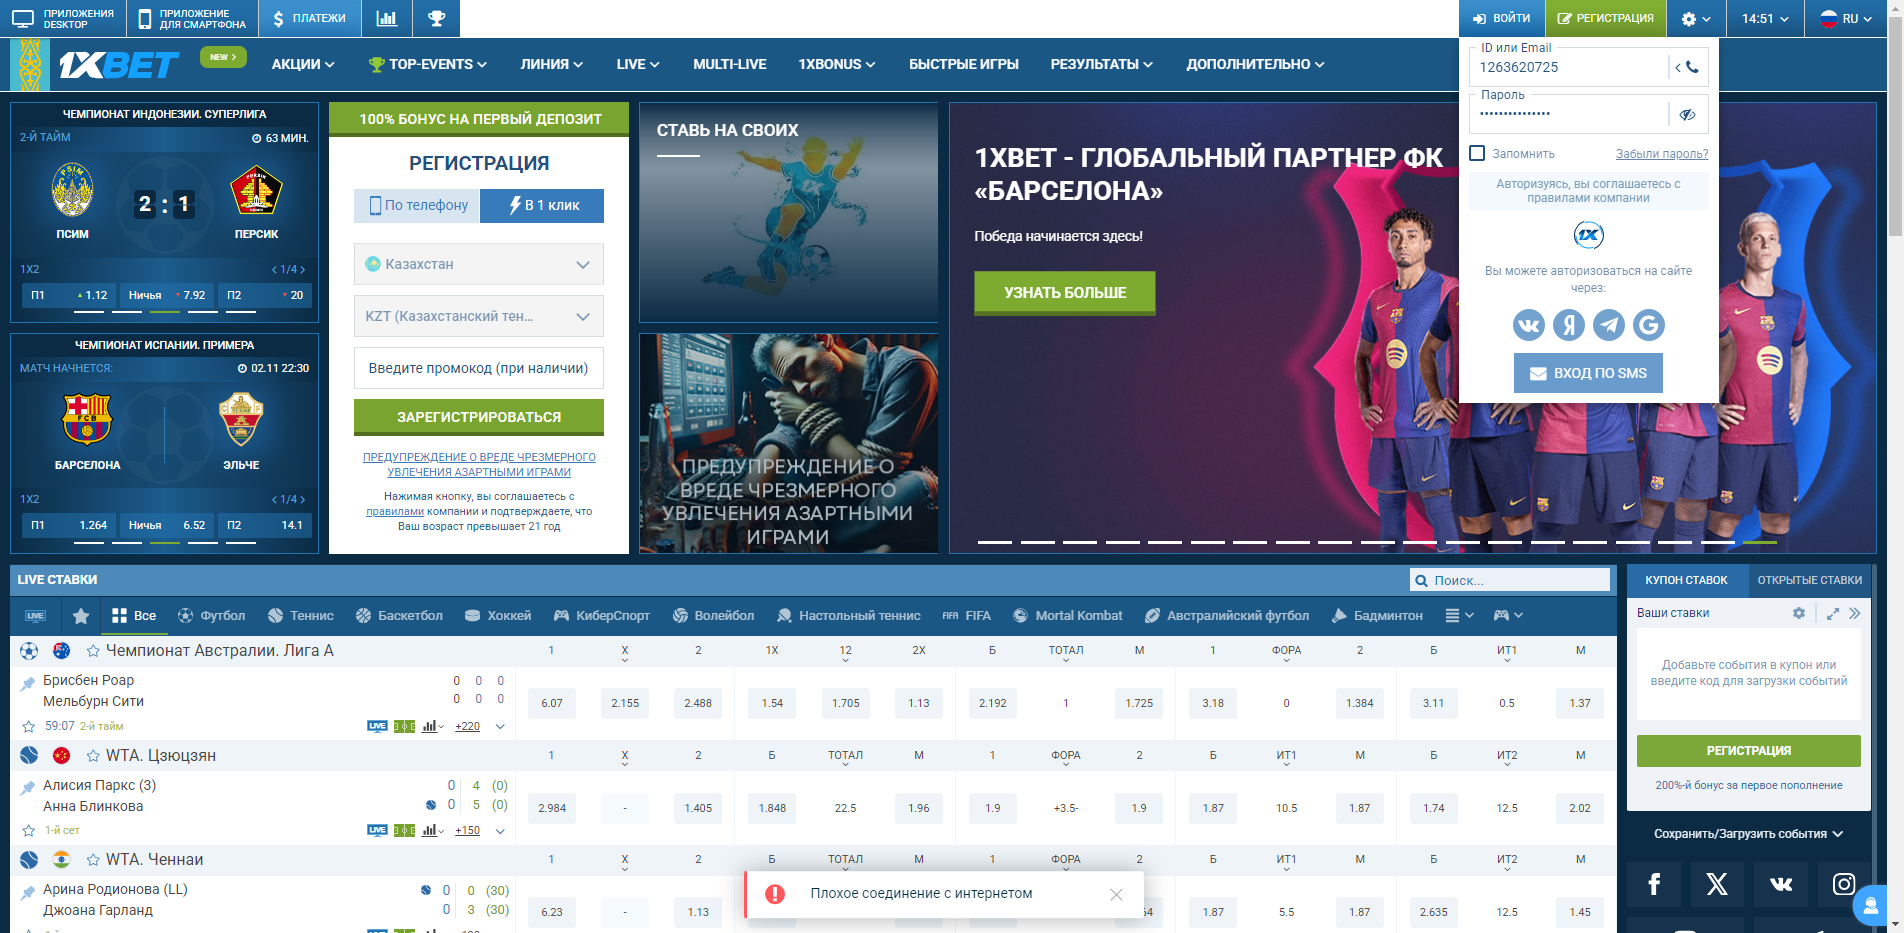 ПРИЛОЖЕНИЯ
DESKTOP
ПРИЛОЖЕНИЕ
ДЛЯ СМАРТФОНА
ПЛАТЕЖИ
ВОЙТИ
РЕГИСТРАЦИЯ
14:51
RU
1XBET
NEW
АКЦИИ
TOP-EVENTS
ЛИНИЯ
LIVE
MULTI-LIVE
1XBONUS
БЫСТРЫЕ ИГРЫ
РЕЗУЛЬТАТЫ
ДОПОЛНИТЕЛЬНО
ID или Email
1263620725
Пароль
•••••••••••••••
Запомнить
Забыли пароль?
Авторизуясь, вы соглашаетесь с
правилами компании
1X
Вы можете авторизоваться на сайте
через:
ВХОД ПО SMS
ЧЕМПИОНАТ ИНДОНЕЗИИ. СУПЕРЛИГА
2-Й ТАЙМ
63 МИН.
2 : 1
ПСИМ
ПЕРСИК
1X2
1/4
П1 1.12
Ничья 7.92
П2 20
ЧЕМПИОНАТ ИСПАНИИ. ПРИМЕРА
МАТЧ НАЧНЕТСЯ:
02.11 22:30
БАРСЕЛОНА
ЭЛЬЧЕ
1X2
1/4
П1 1.264
Ничья 6.52
П2 14.1
100% БОНУС НА ПЕРВЫЙ ДЕПОЗИТ
РЕГИСТРАЦИЯ
По телефону
В 1 клик
Казахстан
KZT (Казахстанский тен...
Введите промокод (при наличии)
ЗАРЕГИСТРИРОВАТЬСЯ
ПРЕДУПРЕЖДЕНИЕ О ВРЕДЕ ЧРЕЗМЕРНОГО
УВЛЕЧЕНИЯ АЗАРТНЫМИ ИГРАМИ
Нажимая кнопку, вы соглашаетесь с
правилами компании и подтверждаете, что
Ваш возраст превышает 21 год
СТАВЬ НА СВОИХ
ПРЕДУПРЕЖДЕНИЕ О
ВРЕДЕ ЧРЕЗМЕРНОГО
УВЛЕЧЕНИЯ АЗАРТНЫМИ
ИГРАМИ
1XBET - ГЛОБАЛЬНЫЙ ПАРТНЕР ФК
«БАРСЕЛОНА»
Победа начинается здесь!
УЗНАТЬ БОЛЬШЕ
LIVE СТАВКИ
Поиск...
LIVE
Все
Футбол
Теннис
Баскетбол
Хоккей
КиберСпорт
Волейбол
Настольный теннис
FIFA
FIFA
Mortal Kombat
Австралийский футбол
Бадминтон
Чемпионат Австралии. Лига А 1 X 2 1X 12 2X Б ТОТАЛ М 1 ФОРА 2 Б ИТ1 М
Брисбен Роар 0 0 0
Мельбурн Сити 0 0 0
6.07 2.155 2.488 1.54 1.705 1.13 2.192 1 1.725 3.18 0 1.384 3.11 0.5 1.37
59:07 2-й тайм LIVE +220
WTA. Цзюцзян 1 X 2 Б ТОТАЛ М 1 ФОРА 2 Б ИТ1 М Б ИТ2 М
Алисия Паркс (3) 0 4 (0)
Анна Блинкова 0 5 (0)
2.984 - 1.405 1.848 22.5 1.96 1.9 +3.5- 1.9 1.87 10.5 1.87 1.74 12.5 2.02
1-й сет LIVE +150
WTA. Ченнаи 1 X 2 Б ТОТАЛ М 1 ФОРА 2 Б ИТ1 М Б ИТ2 М
Арина Родионова (LL) 0 0 (30)
Джоана Гарланд 0 3 (30)
6.23 - 1.13 1.87 5.5 1.87 2.635 12.5 1.45
Плохое соединение с интернетом
КУПОН СТАВОК
ОТКРЫТЫЕ СТАВКИ
Ваши ставки
Добавьте события в купон или
введите код для загрузки событий
РЕГИСТРАЦИЯ
200%-й бонус за первое пополнение
Сохранить/Загрузить события